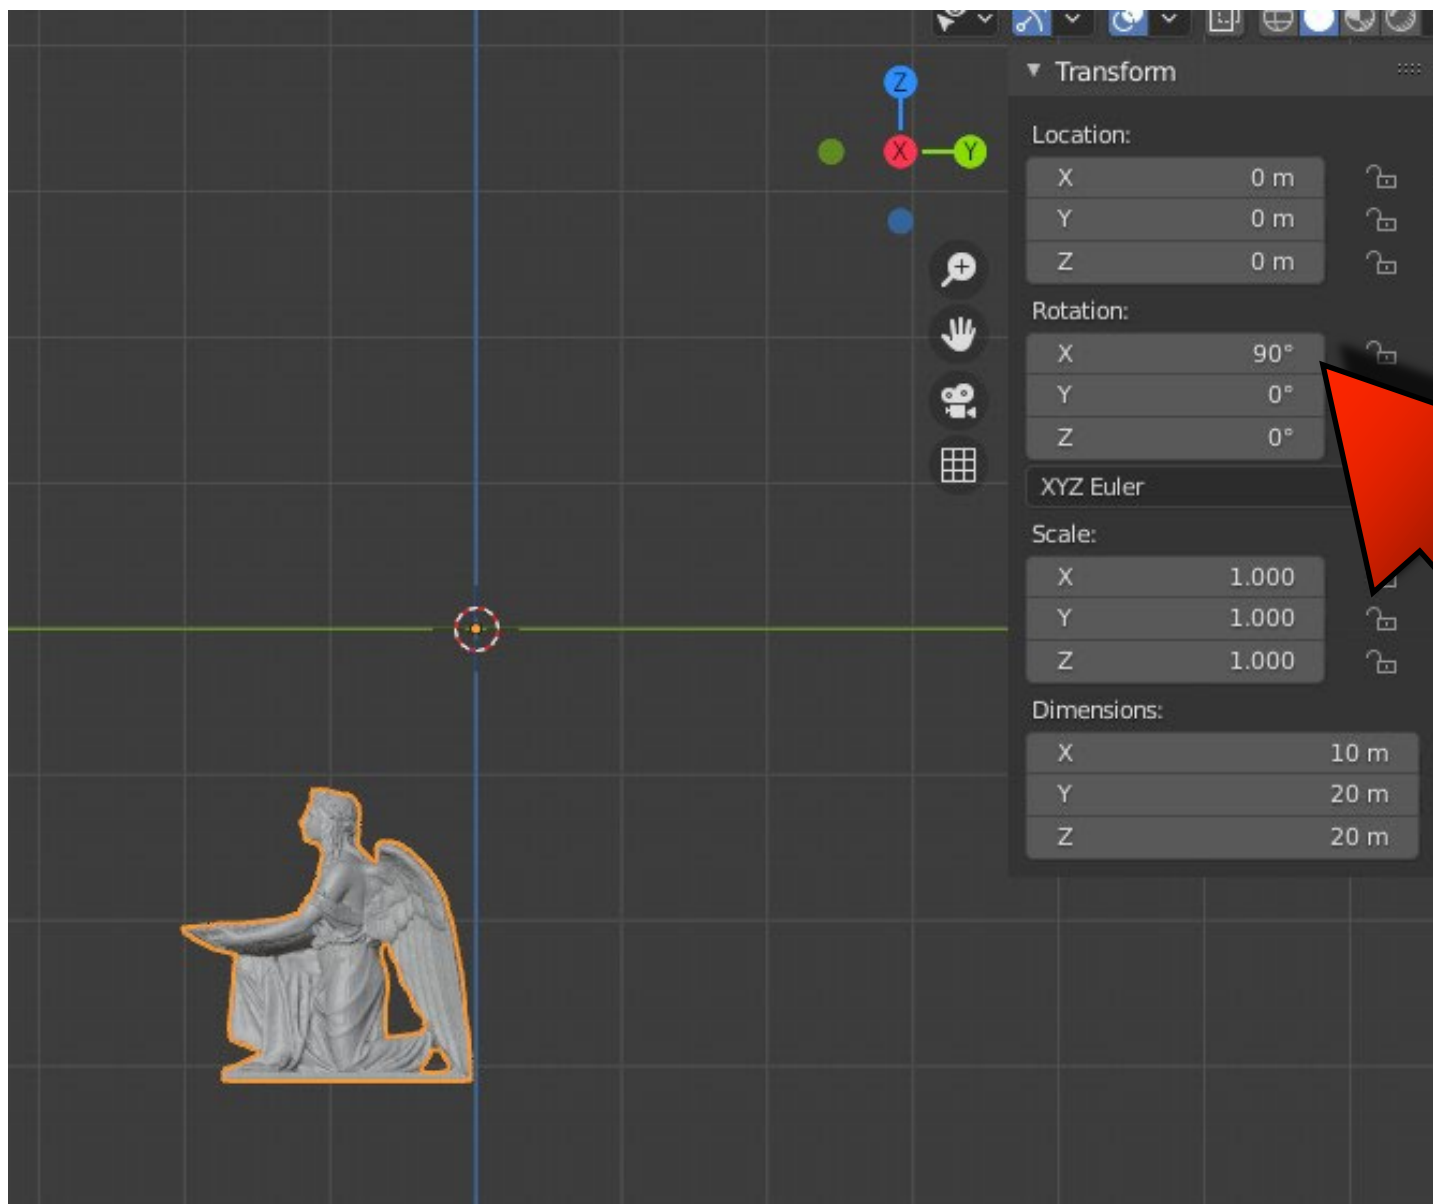 Transform
Z
X
Y
Location:
X 0 m
Y 0 m
Z 0 m
Rotation:
X 90°
Y 0°
Z 0°
XYZ Euler
Scale:
X 1.000
Y 1.000
Z 1.000
Dimensions:
X 10 m
Y 20 m
Z 20 m